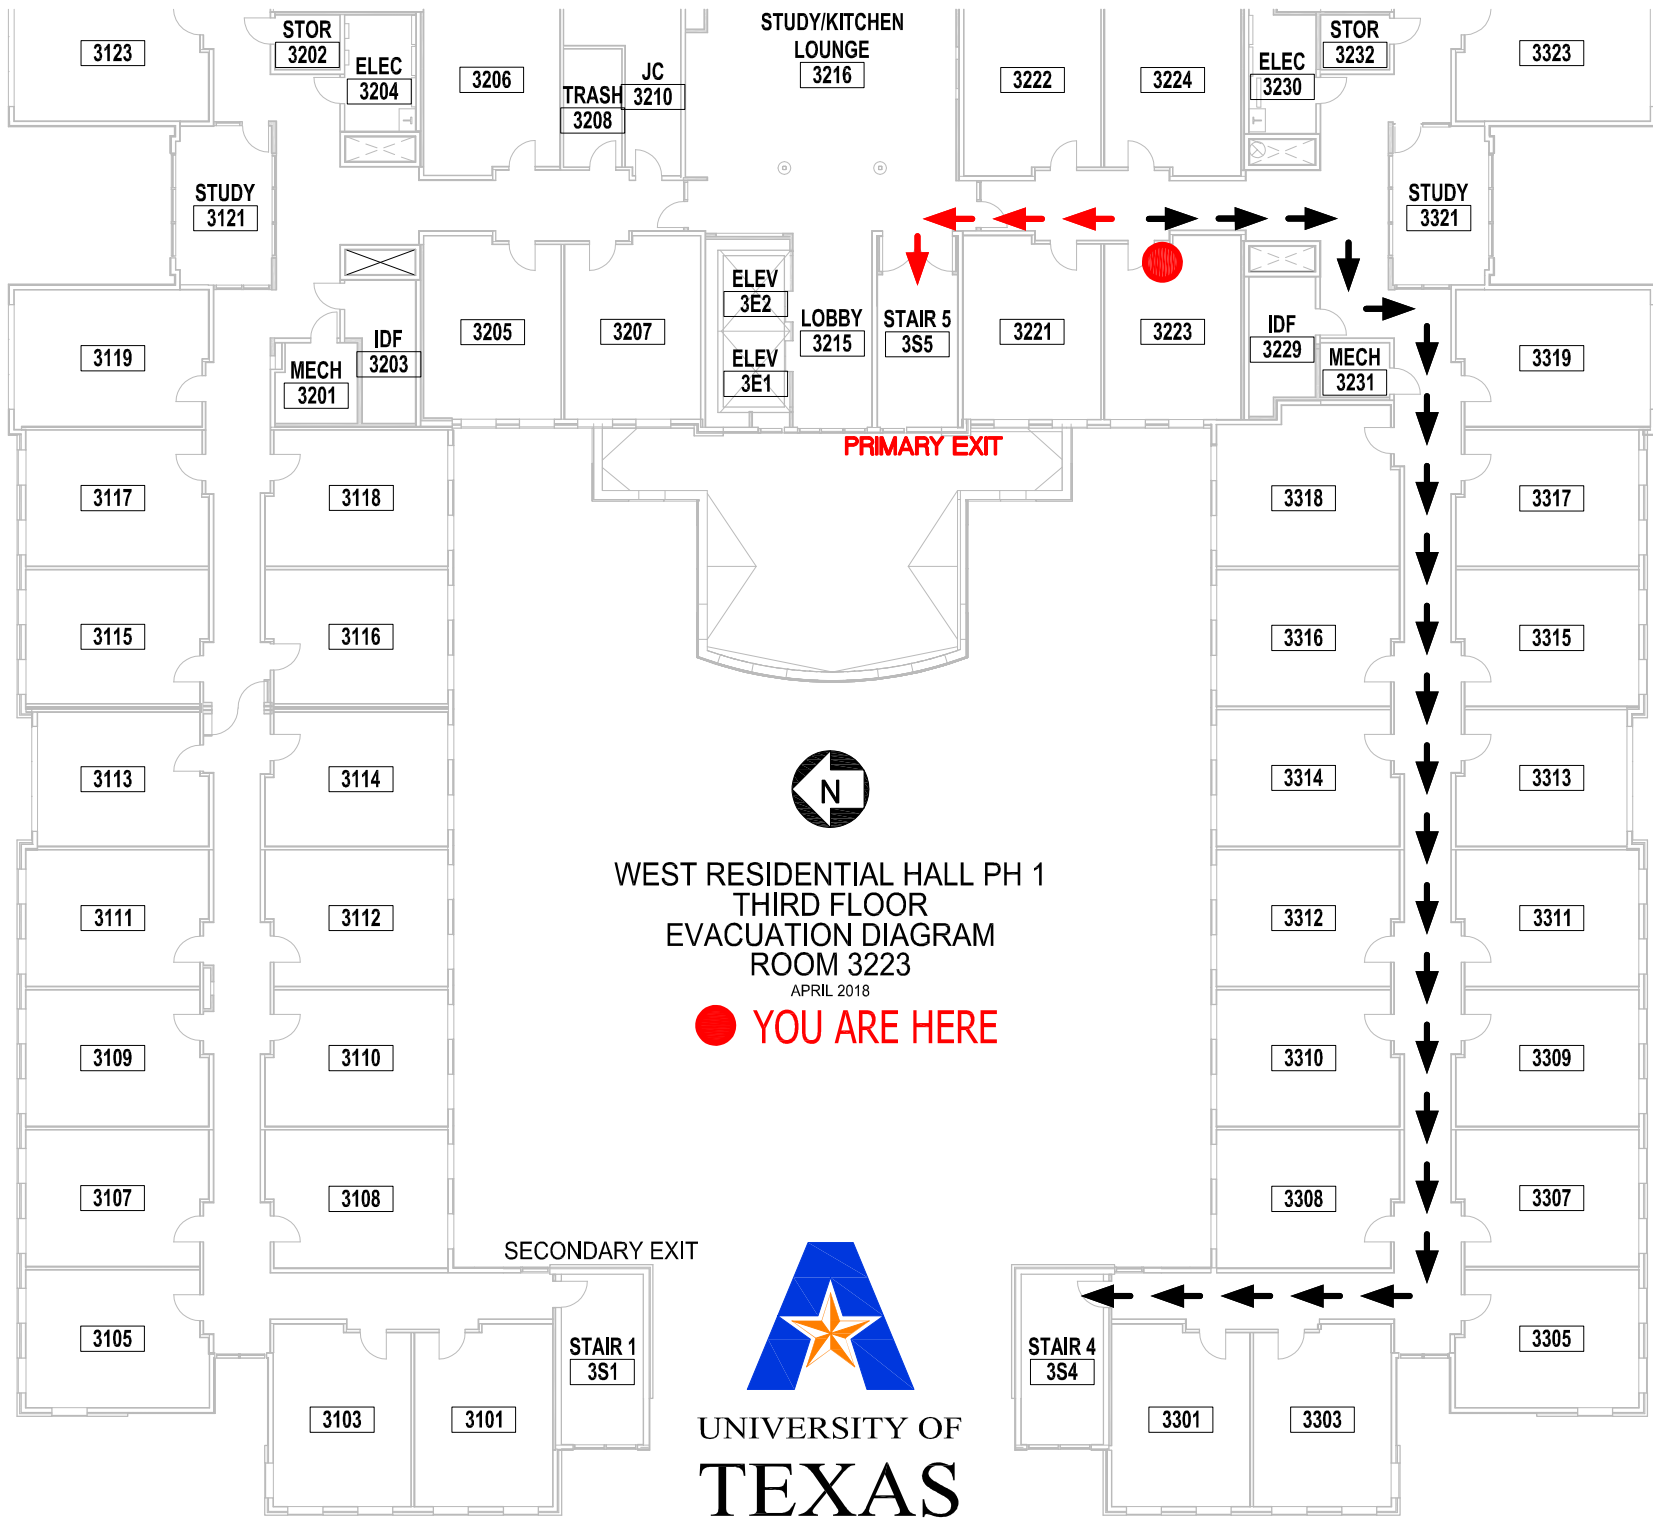 STUDY/KITCHEN
LOUNGE
3216
STOR
3202
STOR
3232
3123
3323
ELEC
3204
3206
JC
3210
TRASH
3208
3222
3224
ELEC
3230
STUDY
3121
STUDY
3321
ELEV
3E2
ELEV
3E1
LOBBY
3215
STAIR 5
3S5
3119
MECH
3201
IDF
3203
3205
3207
3221
3223
IDF
3229
MECH
3231
3319
PRIMARY EXIT
3117
3118
3318
3317
3115
3116
3316
3315
3113
3114
3314
3313
N
WEST RESIDENTIAL HALL PH 1
THIRD FLOOR
EVACUATION DIAGRAM
ROOM 3223
APRIL 2018
YOU ARE HERE
3111
3112
3312
3311
3109
3110
3310
3309
3107
3108
3308
3307
SECONDARY EXIT
3105
STAIR 1
3S1
STAIR 4
3S4
3305
3103
3101
3301
3303
UNIVERSITY OF
TEXAS